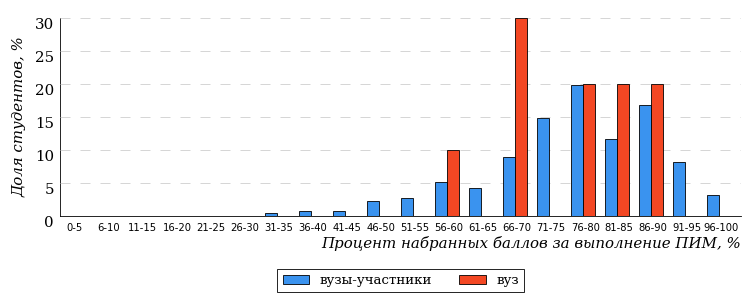 Доля студентов, %
30
25
20
15
10
5
0
0-5 6-10 11-15 16-20 21-25 26-30 31-35 36-40 41-45 46-50 51-55 56-60 61-65 66-70 71-75 76-80 81-85 86-90 91-95 96-100
Процент набранных баллов за выполнение ПИМ, %
вузы-участники вуз